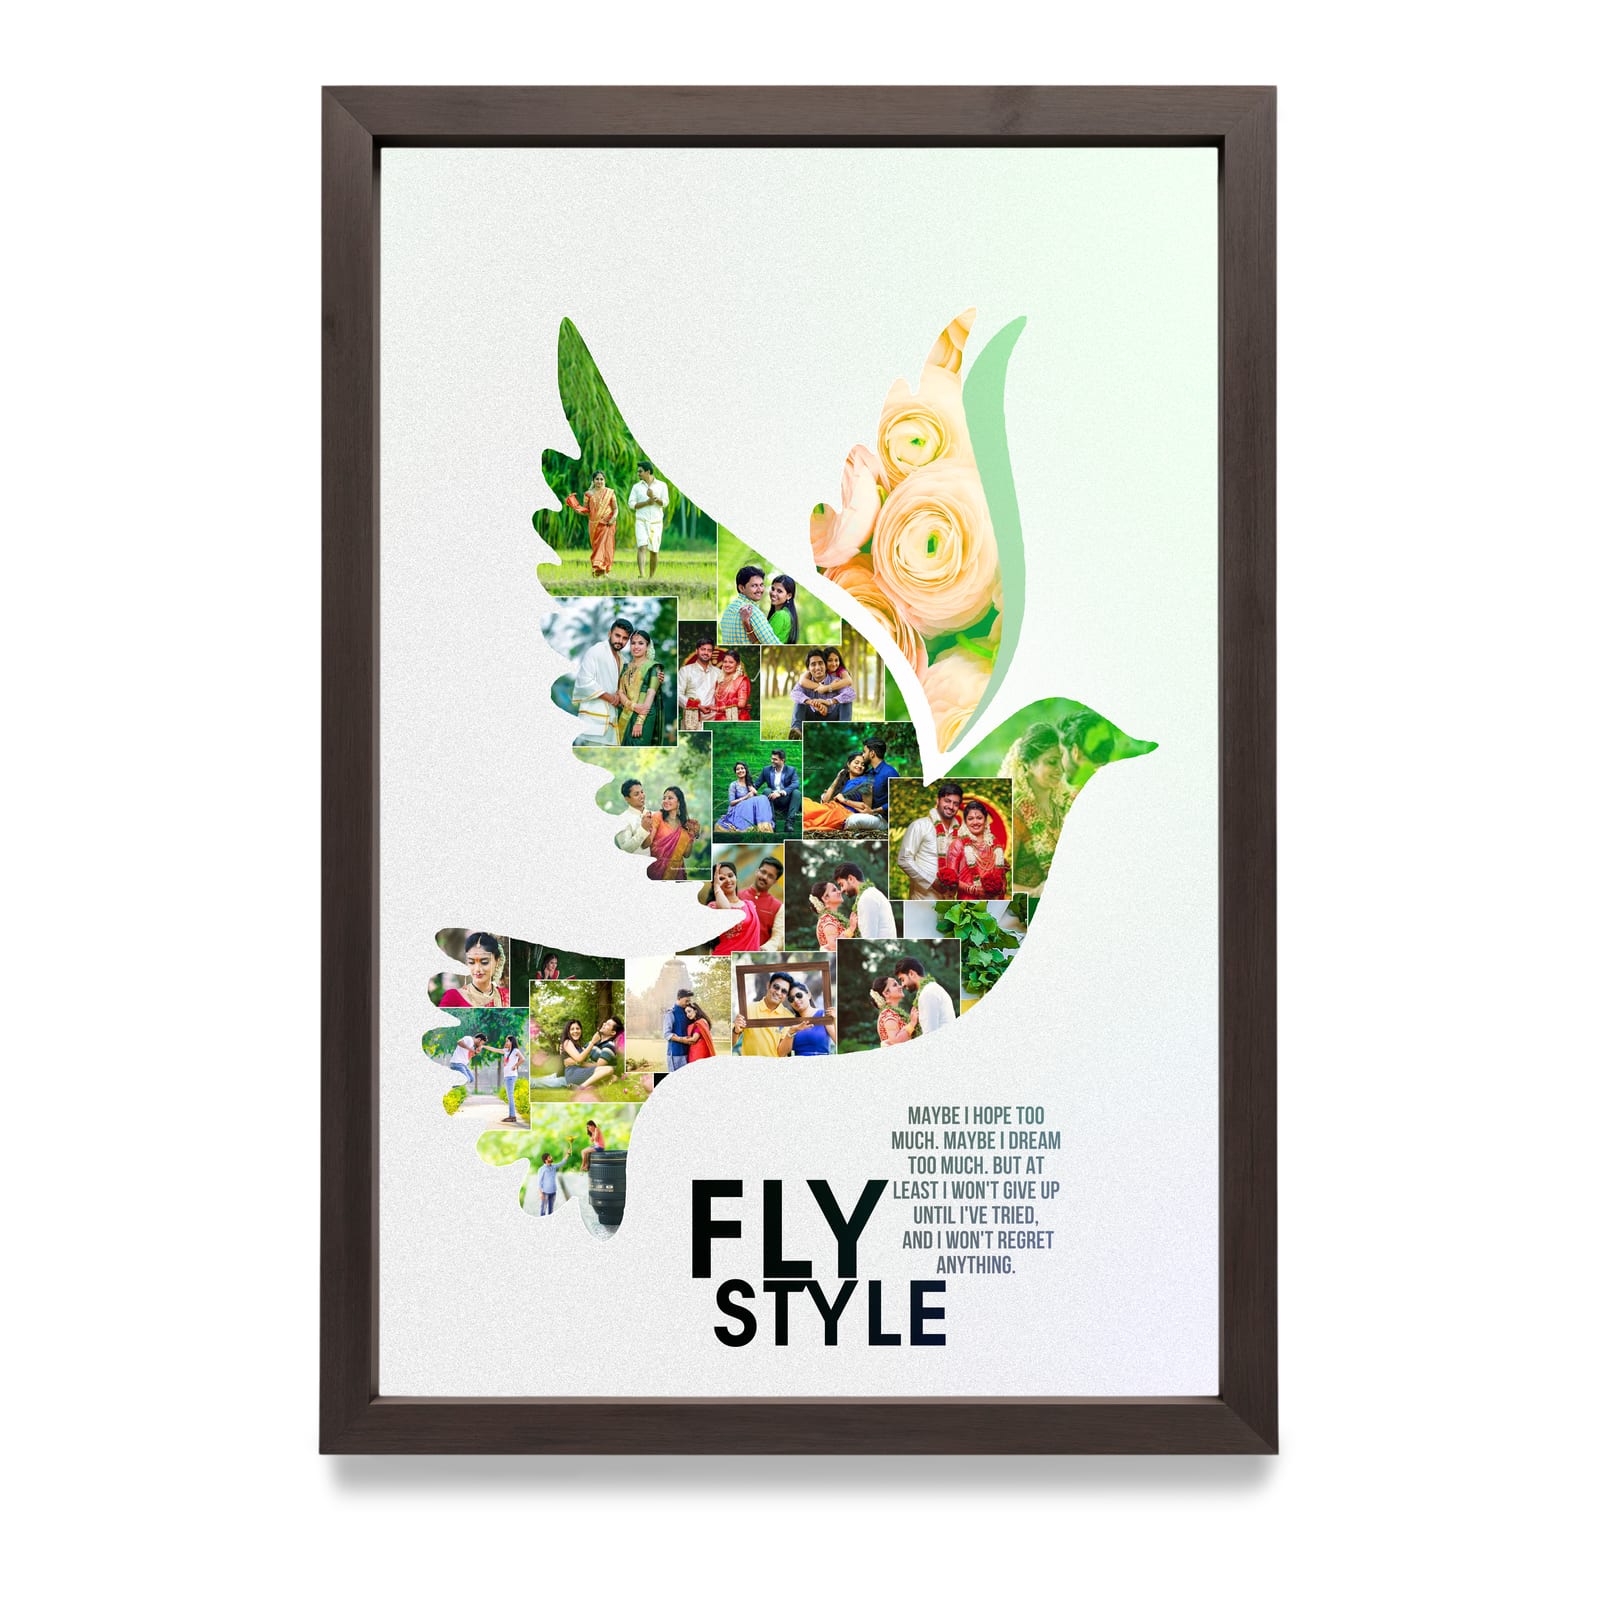 MAYBE I HOPE TOO
MUCH. MAYBE I DREAM
TOO MUCH. BUT AT
LEAST I WON'T GIVE UP
UNTIL I'VE TRIED,
AND I WON'T REGRET
ANYTHING.
FLY
STYLE